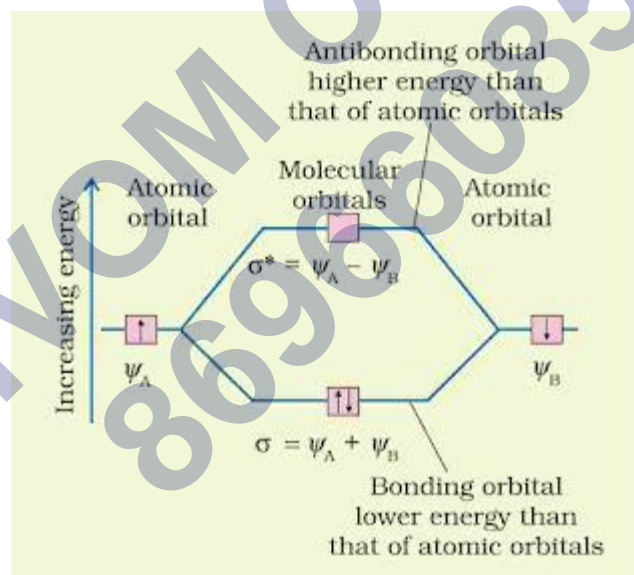 Antibonding orbital
higher energy than
that of atomic orbitals
Molecular
orbitals
Atomic
orbital
Atomic
orbital
Increasing energy
σ* = ψA − ψB
↑
↓
ψA
ψB
↑↓
σ = ψA + ψB
Bonding orbital
lower energy than
that of atomic orbitals
8696085